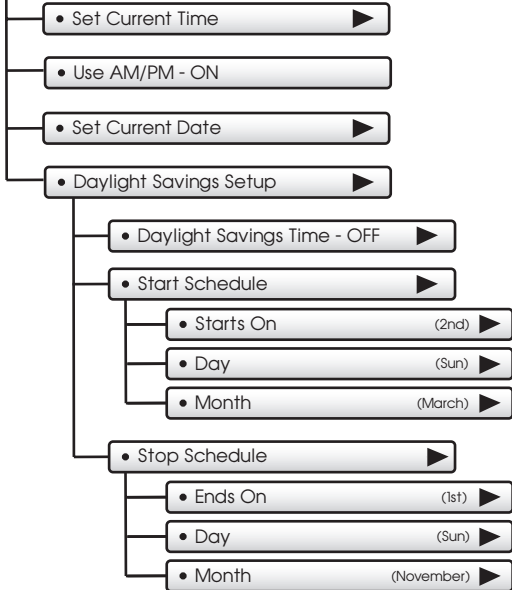 • Set Current Time
• Use AM/PM - ON
• Set Current Date
• Daylight Savings Setup
• Daylight Savings Time - OFF
• Start Schedule
• Starts On (2nd)
• Day (Sun)
• Month (March)
• Stop Schedule
• Ends On (1st)
• Day (Sun)
• Month (November)